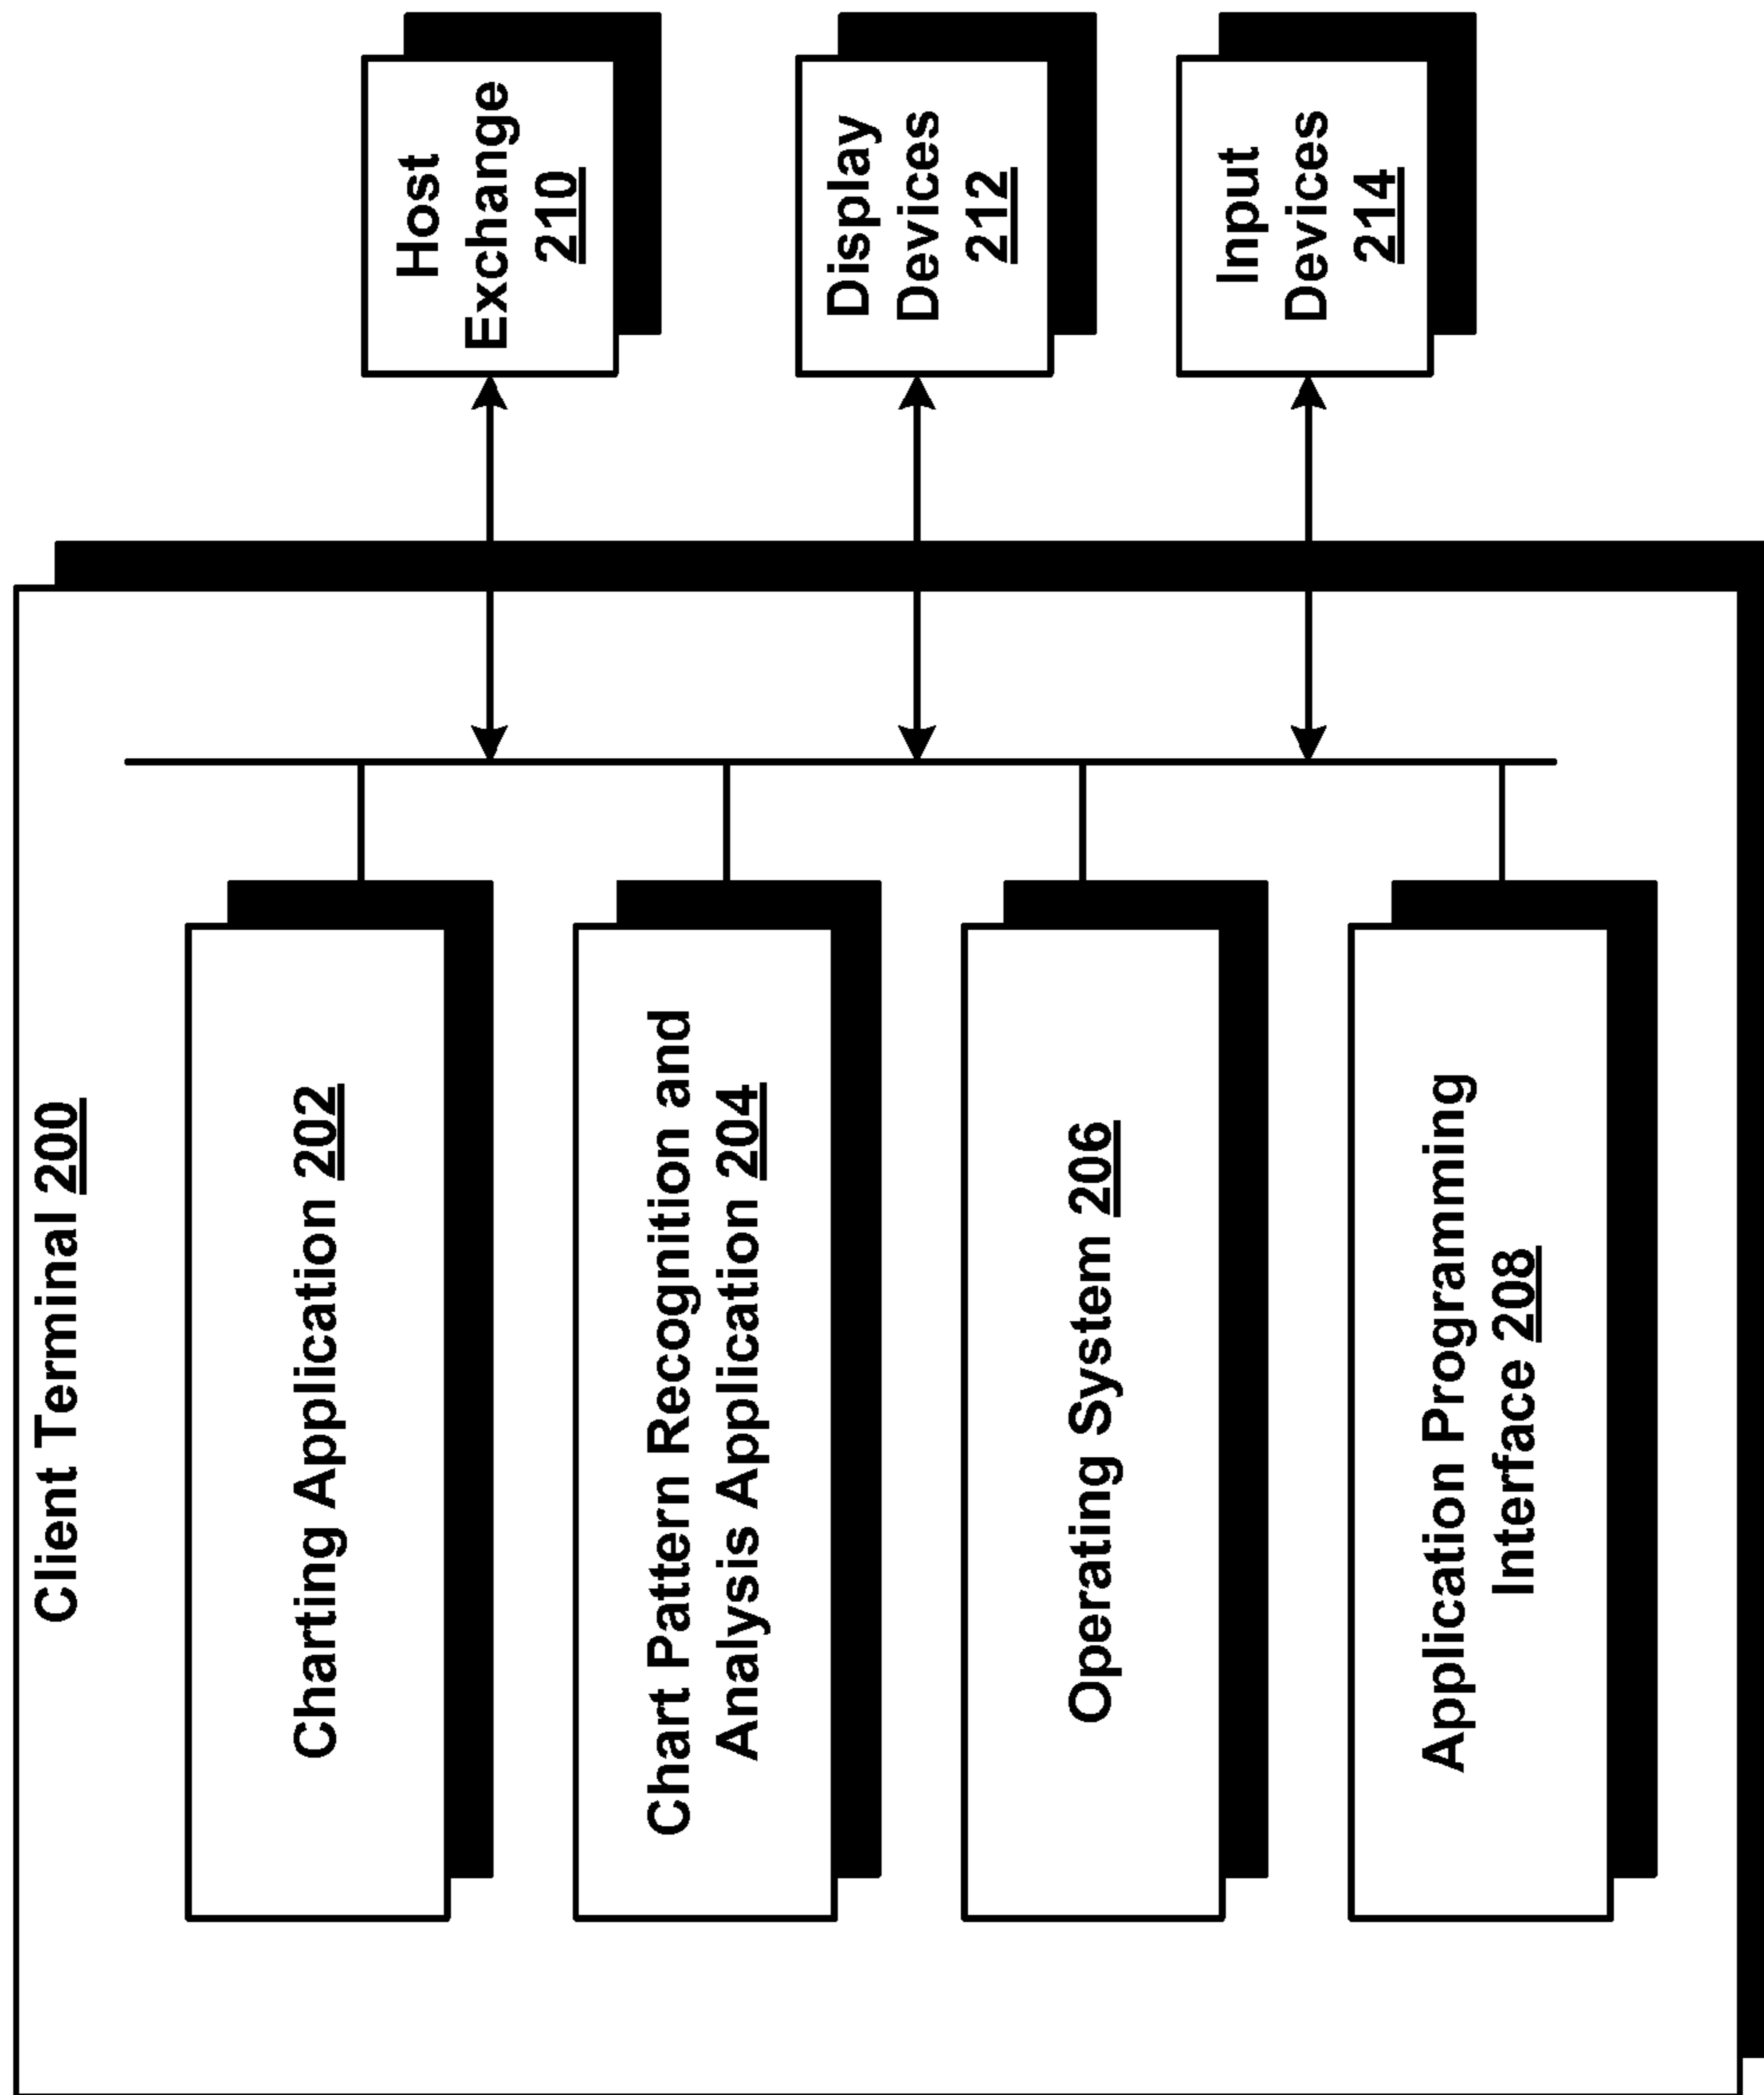 Client Terminal 200
Charting Application 202
Chart Pattern Recognition and
Analysis Application 204
Operating System 206
Application Programming
Interface 208
Host
Exchange
210
Display
Devices
212
Input
Devices
214